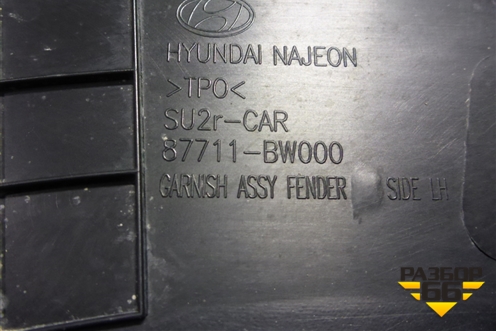 HYUNDAI NAJEON
>TPO<
SU2r-CAR
87711-BW000
GARNISH ASSY FENDER SIDE LH
РАЗБОР
66